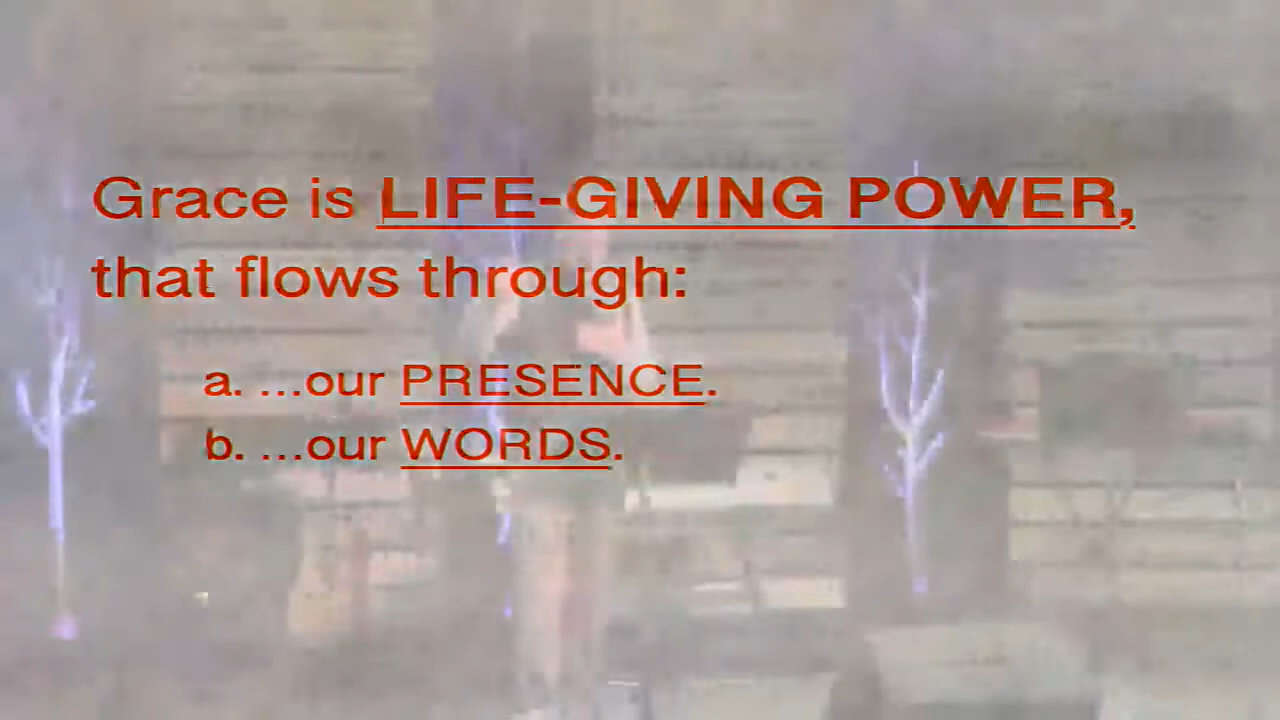 Grace is LIFE-GIVING POWER,
that flows through:
a. ...our PRESENCE.
b. ...our WORDS.